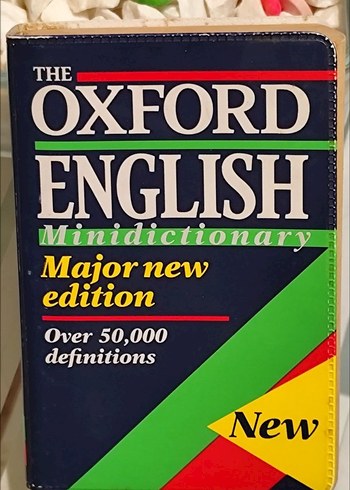 THE
OXFORD
ENGLISH
Minidictionary
Major new
edition
Over 50,000
definitions
New